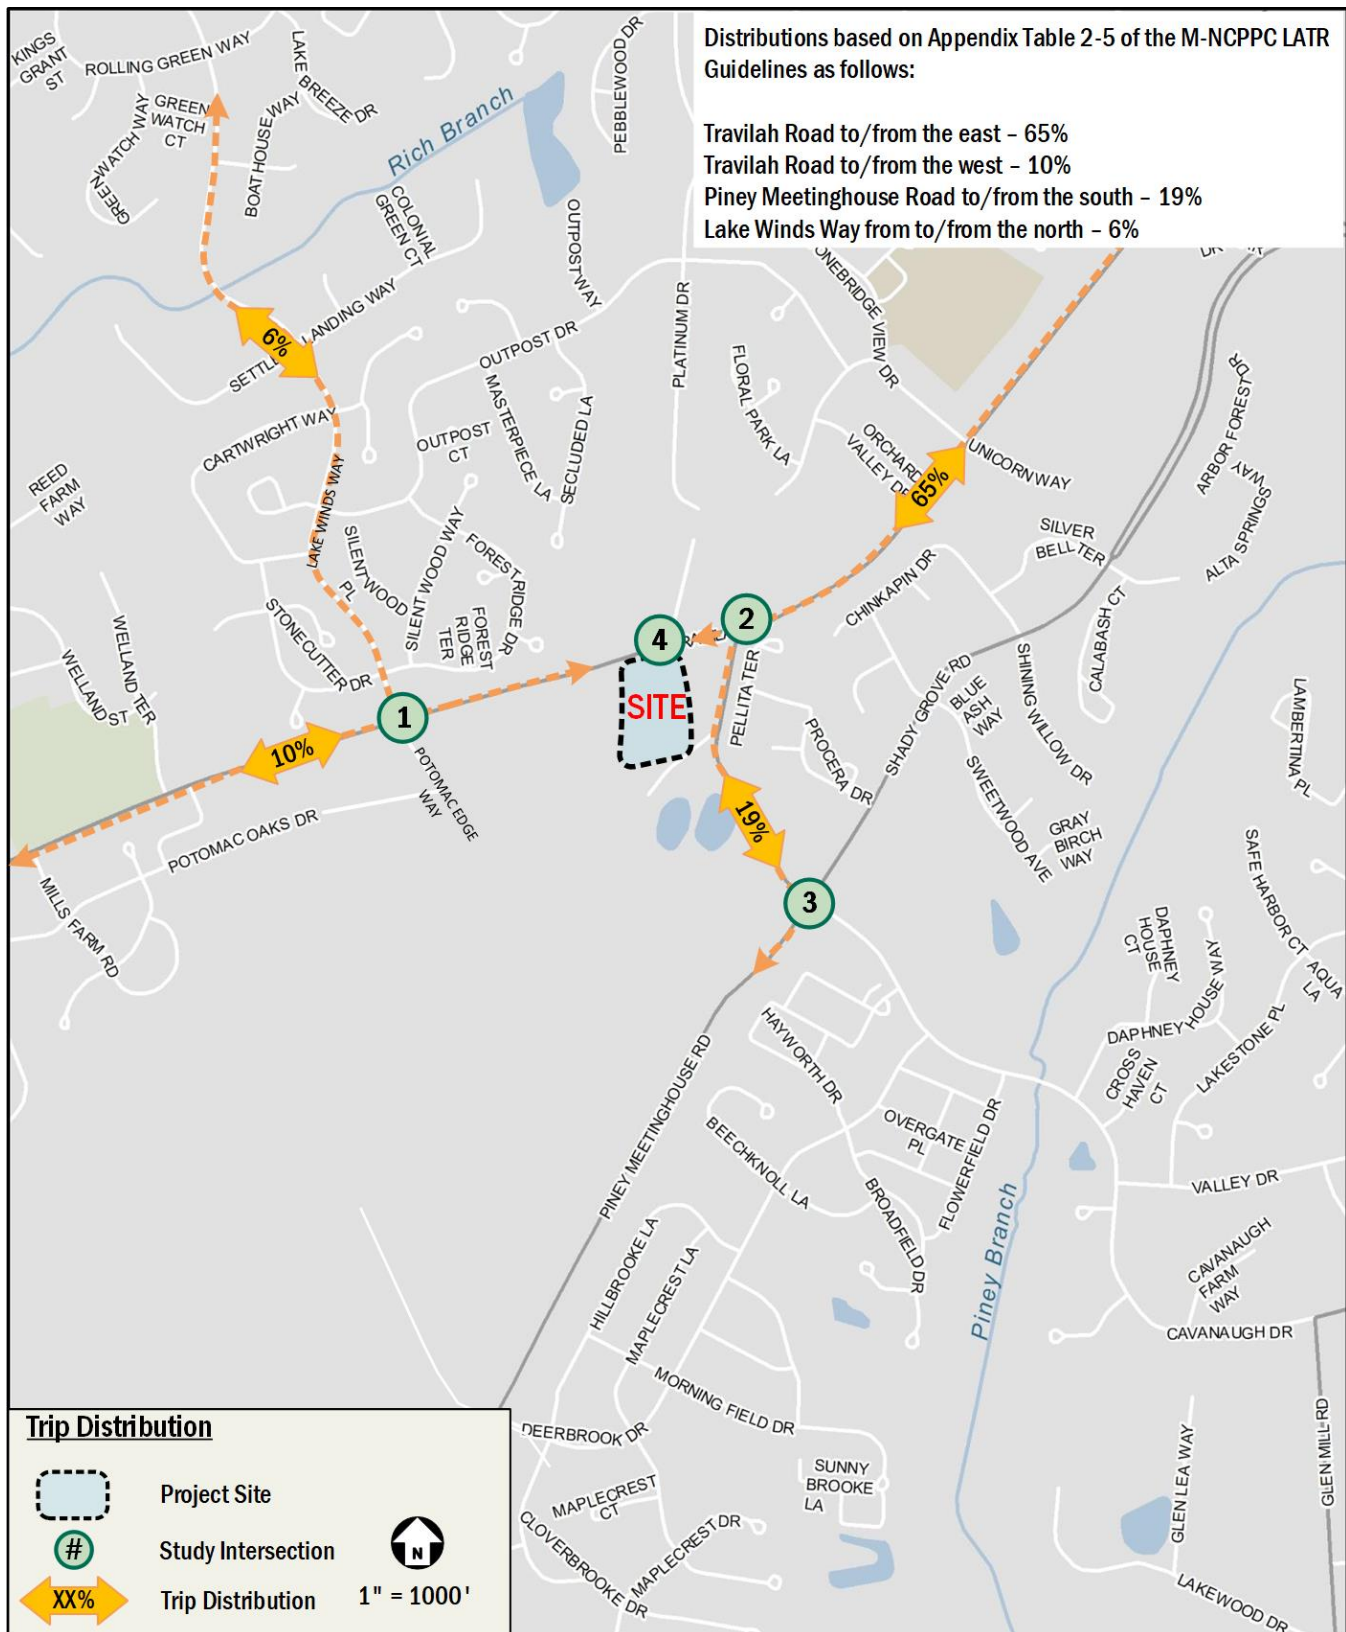 Distributions based on Appendix Table 2-5 of the M-NCPPC LATR
Guidelines as follows:
Travilah Road to/from the east – 65%
Travilah Road to/from the west – 10%
Piney Meetinghouse Road to/from the south – 19%
Lake Winds Way from to/from the north – 6%
KINGS
GRANT
ST
ROLLING GREEN WAY
LAKE
BREEZE DR
GREEN
WATCH
CT
GREEN
WATCH WAY
BOAT HOUSE WAY
Rich Branch
PEBBLEWOOD DR
COLONIAL
GREEN CT
OUTPOST WAY
LANDING WAY
6%
OUTPOST DR
PLATINUM DR
FLORAL PARK LA
VIEW DR
ORCHARD
VALLEY DR
UNICORN WAY
65%
ARBOR FOREST
DR
ALTA SPRINGS
WAY
SILVER
BELL TER
CARTWRIGHT WAY
OUTPOST
CT
MASTERPIECE LA
SECLUDED LA
REED
FARM
WAY
LAKE WINDS WAY
SILENT WOOD
PL
SILENT WOOD WAY
FOREST RIDGE DR
FOREST
RIDGE
TER
STONECUTTER DR
WELLAND TER
WELLAND ST
CHINKAPIN DR
CALABASH CT
SHADY GROVE RD
SHINING WILLOW DR
BLUE
ASH
WAY
SWEETWOOD AVE
GRAY
BIRCH
WAY
LAMBERTINA PL
4
2
1
SITE
PELLITA TER
PROCERA DR
10%
POTOMAC EDGE
WAY
POTOMAC OAKS DR
MILLS FARM RD
19%
3
SAFE HARBOR CT
AQUA
LA
DAPHNEY
HOUSE
CT
DAPHNEY HOUSE WAY
CROSS
HAVEN
CT
LAKESTONE PL
HAYWORTH DR
PINEY MEETINGHOUSE RD
BEECHKNOLL LA
OVERGATE
PL
FLOWERFIELD DR
BROADFIELD DR
Piney Branch
VALLEY DR
CAVANAUGH
FARM
WAY
CAVANAUGH DR
HILLBROOKE LA
MAPLECREST LA
MORNING FIELD DR
DEERBROOK DR
SUNNY
BROOKE
LA
MAPLECREST
CT
MAPLECREST DR
CLOVERBROOKE DR
GLEN LEA WAY
GLEN MILL RD
LAKEWOOD DR
Trip Distribution
Project Site
#
Study Intersection
N
XX%
Trip Distribution
1" = 1000'